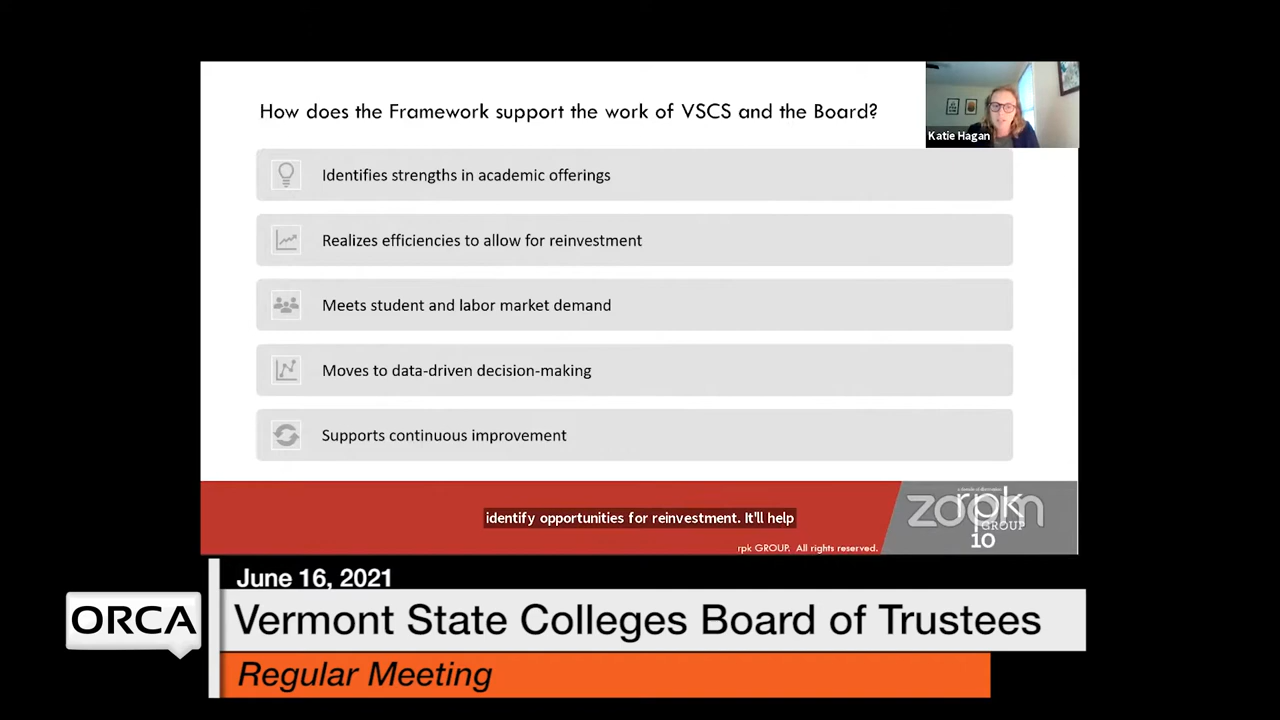 How does the Framework support the work of VSCS and the Board?
Katie Hagan
Identifies strengths in academic offerings
Realizes efficiencies to allow for reinvestment
Meets student and labor market demand
Moves to data-driven decision-making
Supports continuous improvement
identify opportunities for reinvestment. It'll help
zoom
rpk
GROUP
10
rpk GROUP. All rights reserved.
June 16, 2021
ORCA
Vermont State Colleges Board of Trustees
Regular Meeting